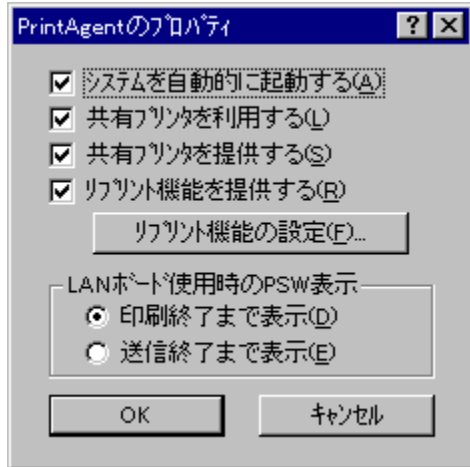 PrintAgentのﾌﾟﾛﾊﾟﾃｨ
ｼｽﾃﾑを自動的に起動する(A)
共有ﾌﾟﾘﾝﾀを利用する(L)
共有ﾌﾟﾘﾝﾀを提供する(S)
ﾘﾌﾟﾘﾝﾄ機能を提供する(R)
ﾘﾌﾟﾘﾝﾄ機能の設定(F)...
LANﾎﾞｰﾄﾞ使用時のPSW表示
印刷終了まで表示(D)
送信終了まで表示(E)
OK ｷｬﾝｾﾙ